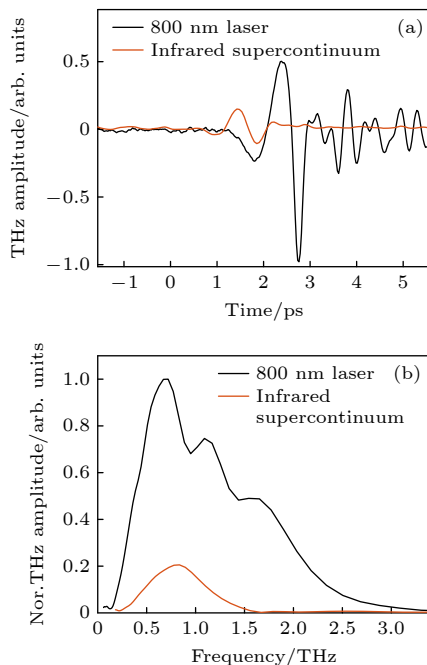 800 nm laser
(a)
Infrared supercontinuum
THz amplitude/arb. units
0.5
0
−0.5
−1.0
−1
0
1
2
3
4
5
Time/ps
800 nm laser
(b)
Infrared
supercontinuum
Nor.THz amplitude/arb. units
1.0
0.8
0.6
0.4
0.2
0
0
0.5
1.0
1.5
2.0
2.5
3.0
Frequency/THz